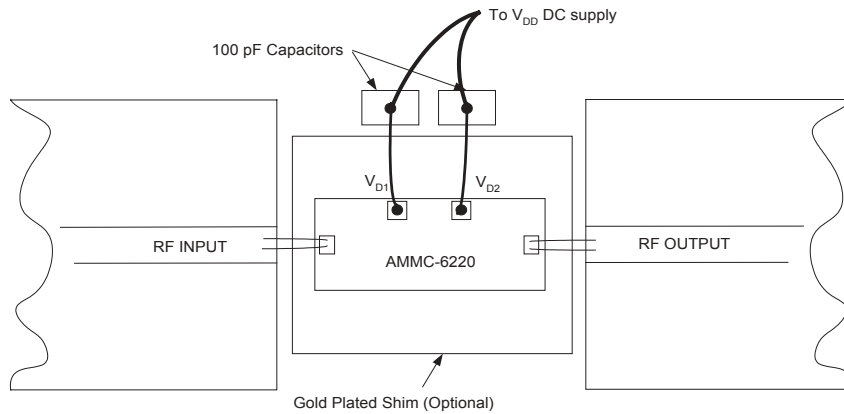 To V_DD DC supply
100 pF Capacitors
V_D1
V_D2
RF INPUT
RF OUTPUT
AMMC-6220
Gold Plated Shim (Optional)